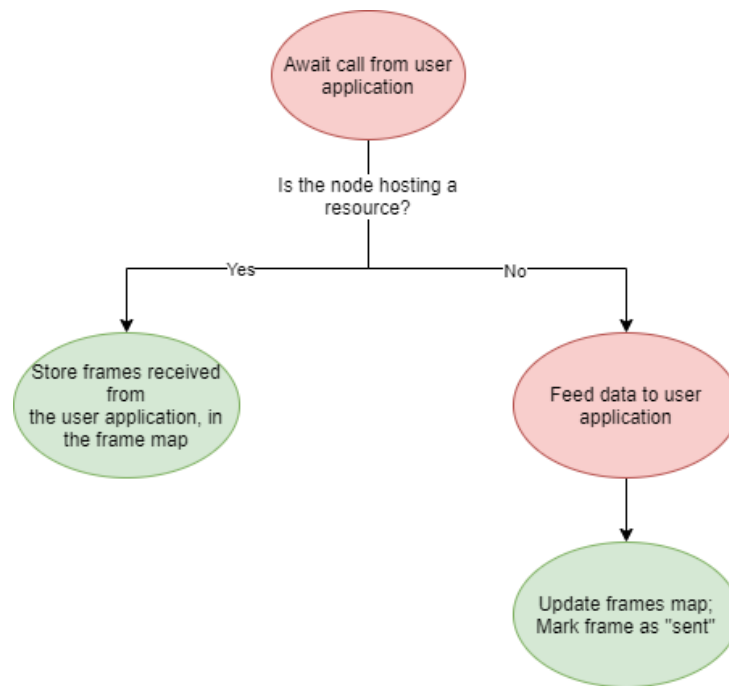 Await call from user
application
Is the node hosting a
resource?
Yes
No
Store frames received
from
the user application, in
the frame map
Feed data to user
application
Update frames map;
Mark frame as "sent"